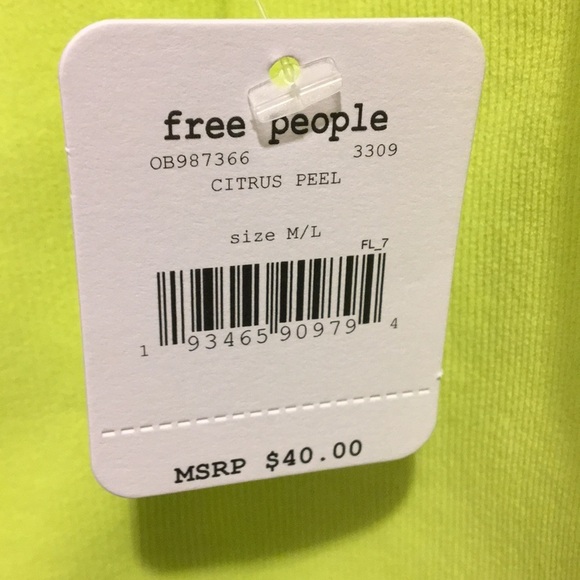 free people
OB987366 3309
CITRUS PEEL
size M/L
FL_7
1 93465 90979 4
MSRP $40.00